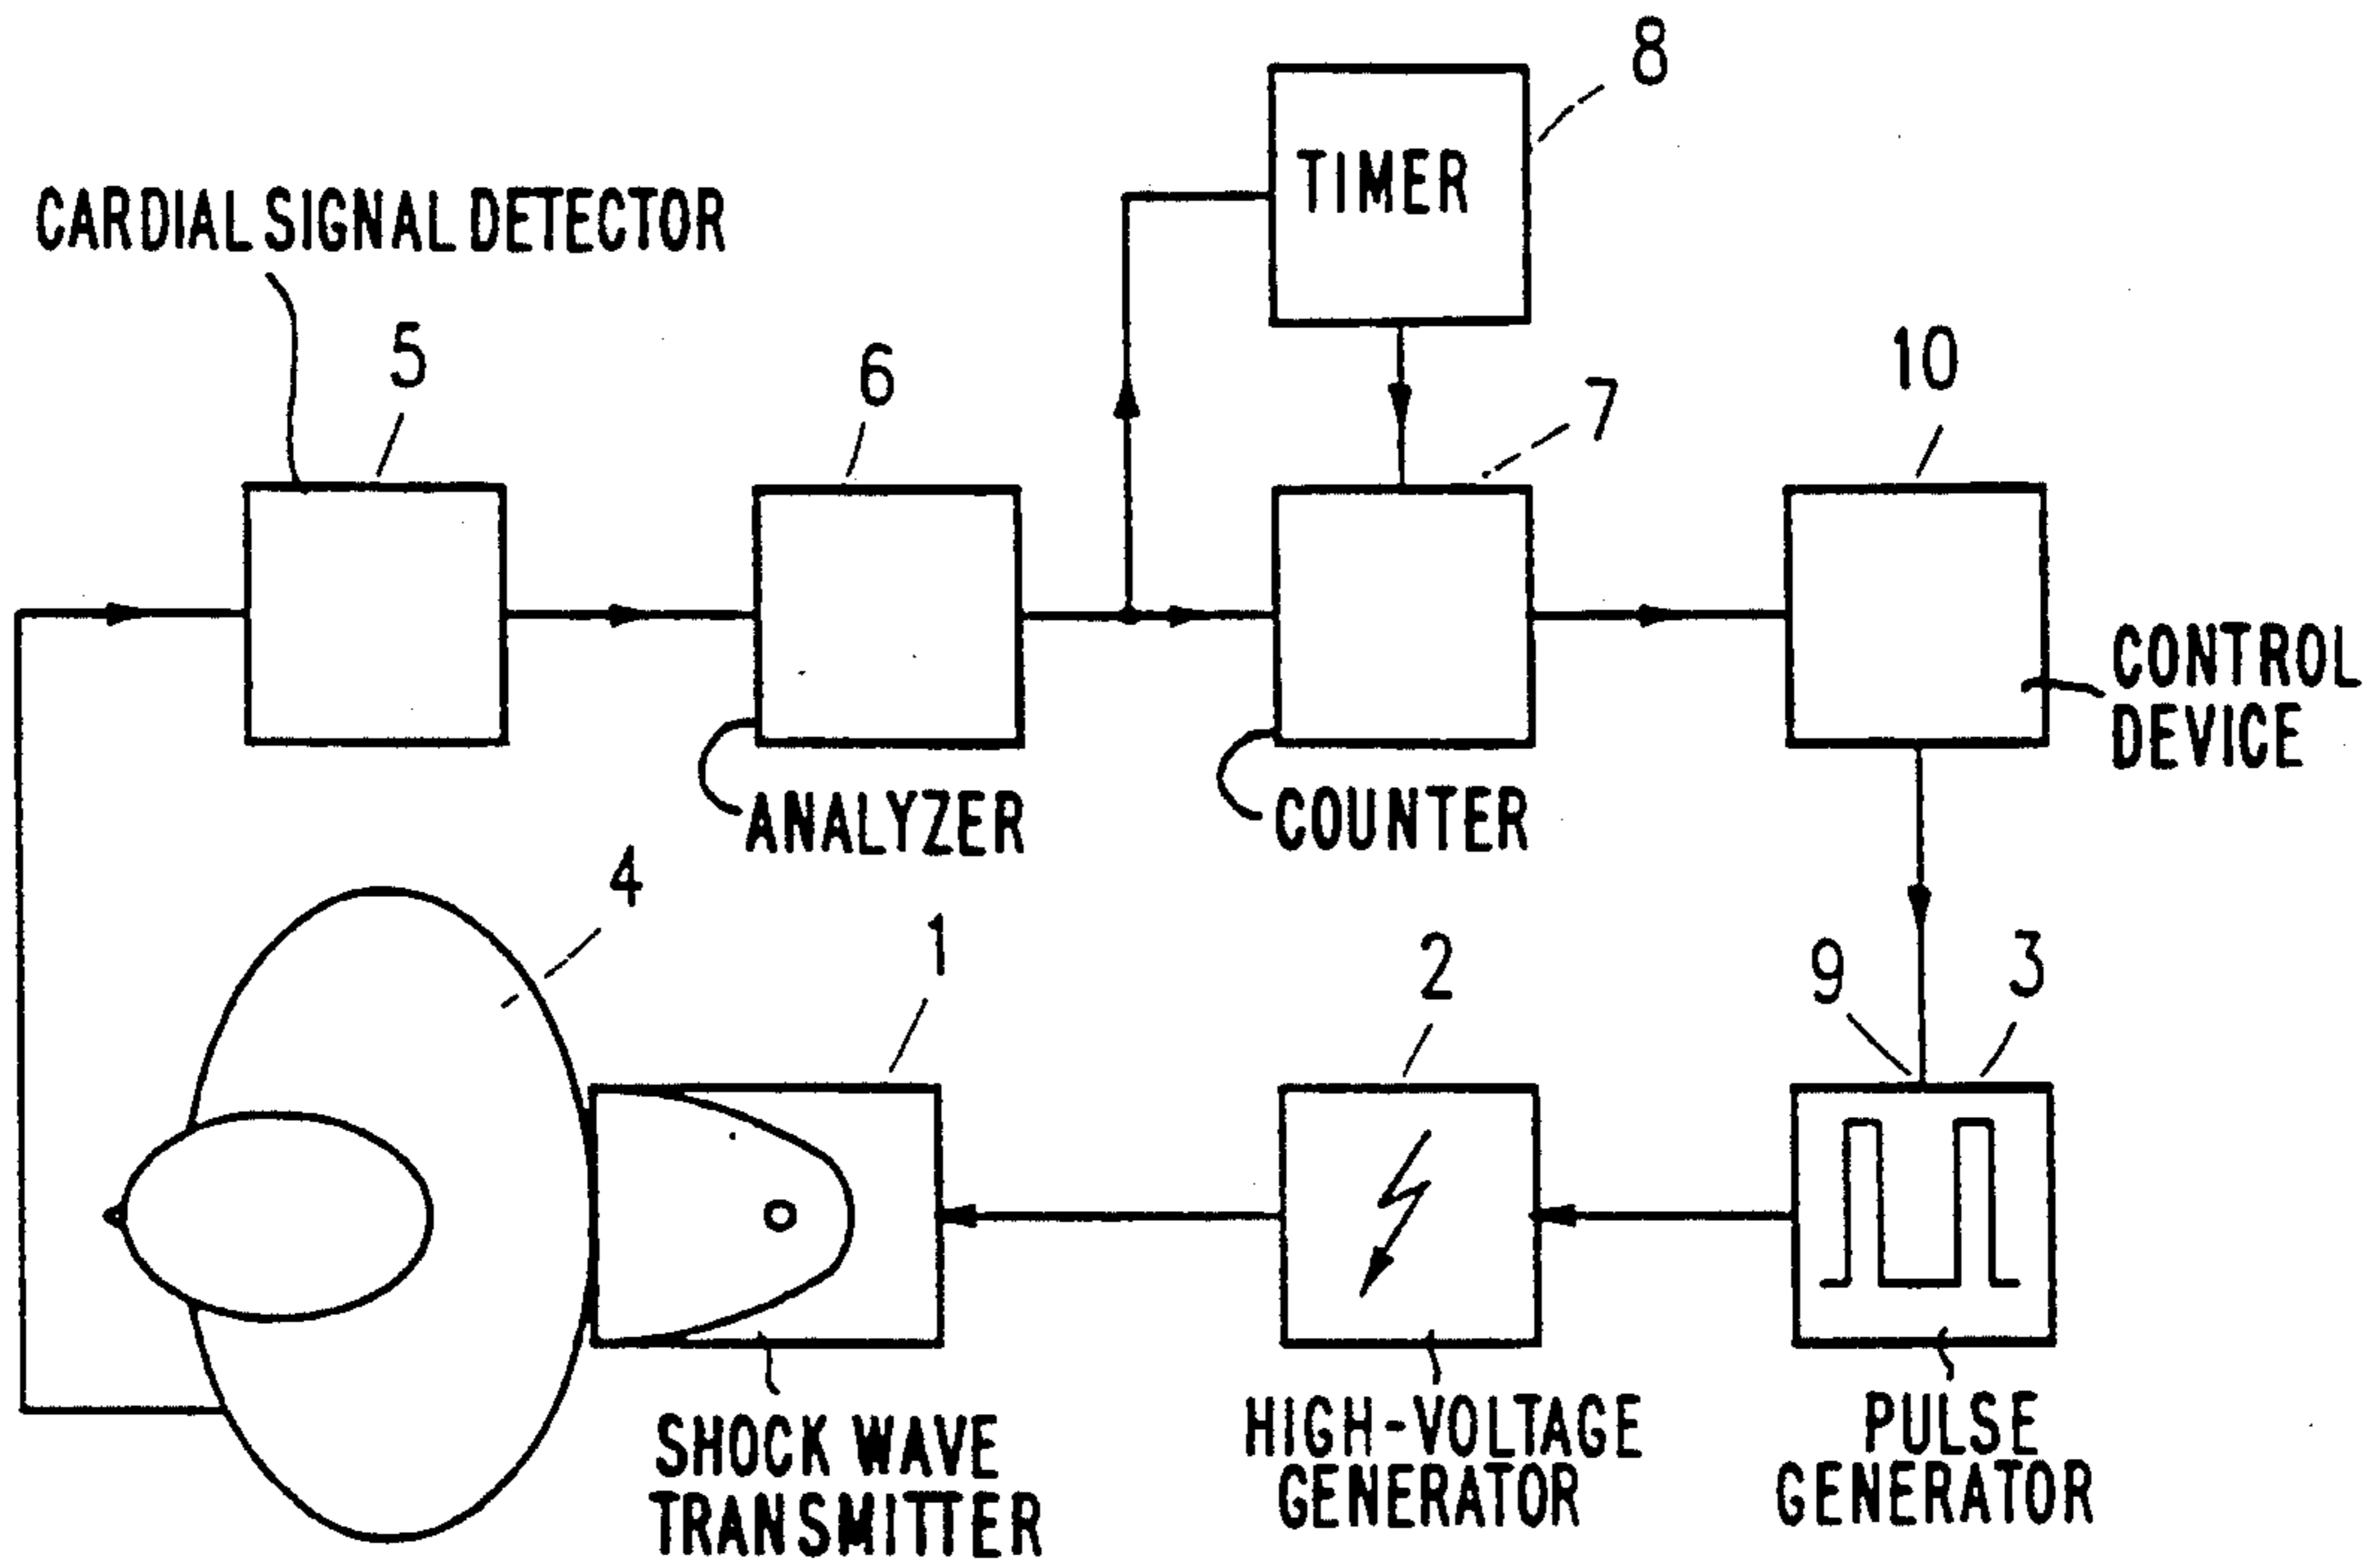 8
TIMER
CARDIAL SIGNAL DETECTOR
5
6
7
10
CONTROL
DEVICE
ANALYZER
COUNTER
4
1
2
9
3
SHOCK WAVE
TRANSMITTER
HIGH-VOLTAGE
GENERATOR
PULSE
GENERATOR